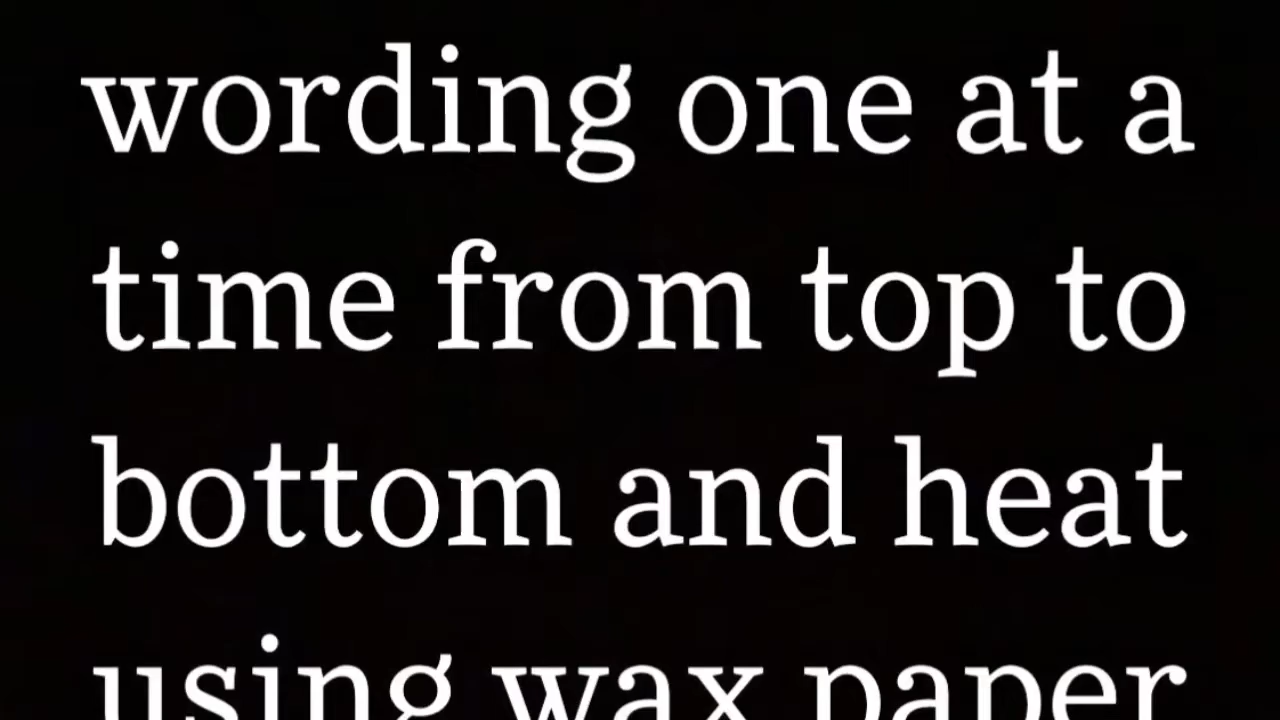 wording one at a
time from top to
bottom and heat
using wax paper